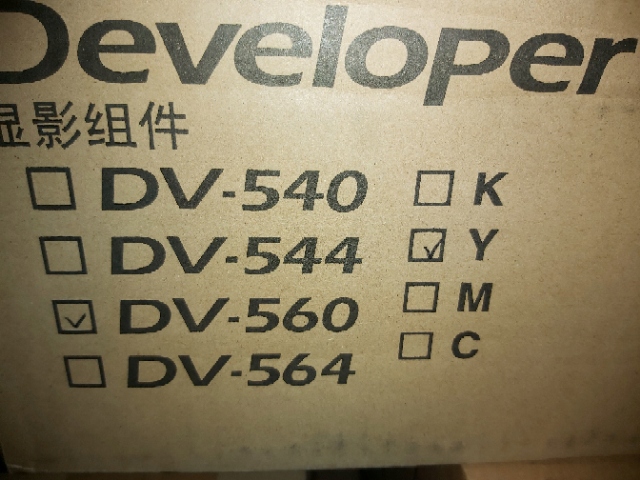 Developer
显影组件
☐ DV-540 ☐ K
☐ DV-544 ☑ Y
☑ DV-560 ☐ M
☐ DV-564 ☐ C